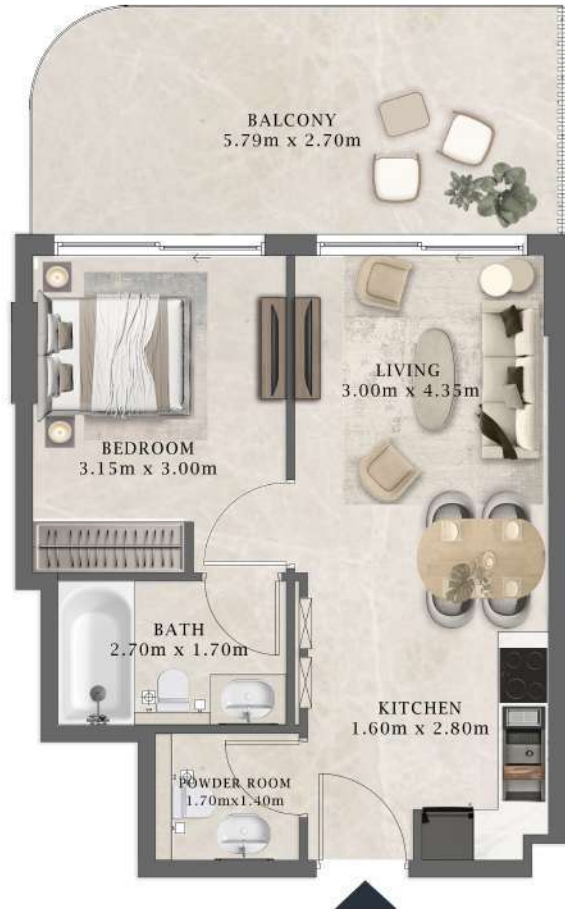 BALCONY
5.79m x 2.70m
LIVING
3.00m x 4.35m
BEDROOM
3.15m x 3.00m
BATH
2.70m x 1.70m
KITCHEN
1.60m x 2.80m
POWDER ROOM
1.70mx1.40m